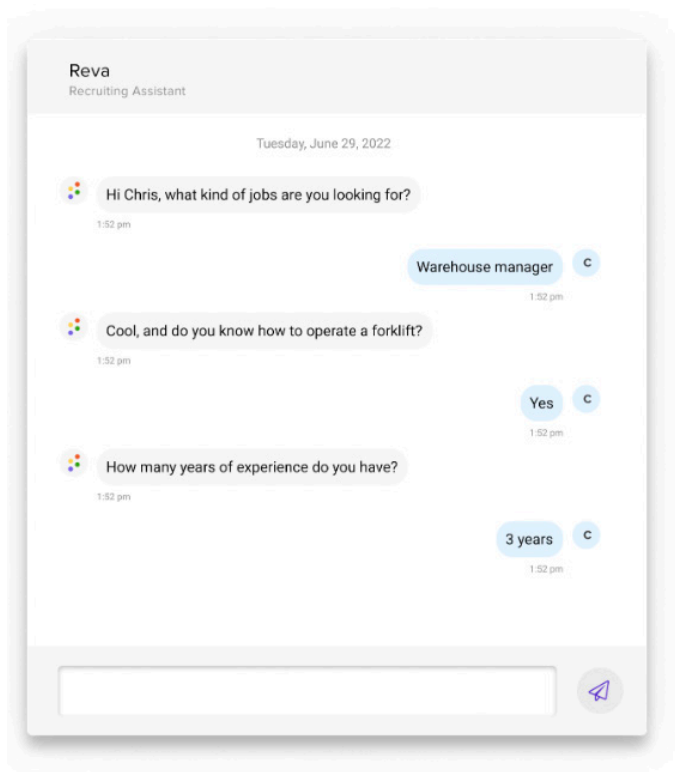 Reva
Recruiting Assistant
Tuesday, June 29, 2022
Hi Chris, what kind of jobs are you looking for?
1:52 pm
Warehouse manager
C
1:52 pm
Cool, and do you know how to operate a forklift?
1:52 pm
Yes
C
1:52 pm
How many years of experience do you have?
1:52 pm
3 years
C
1:52 pm